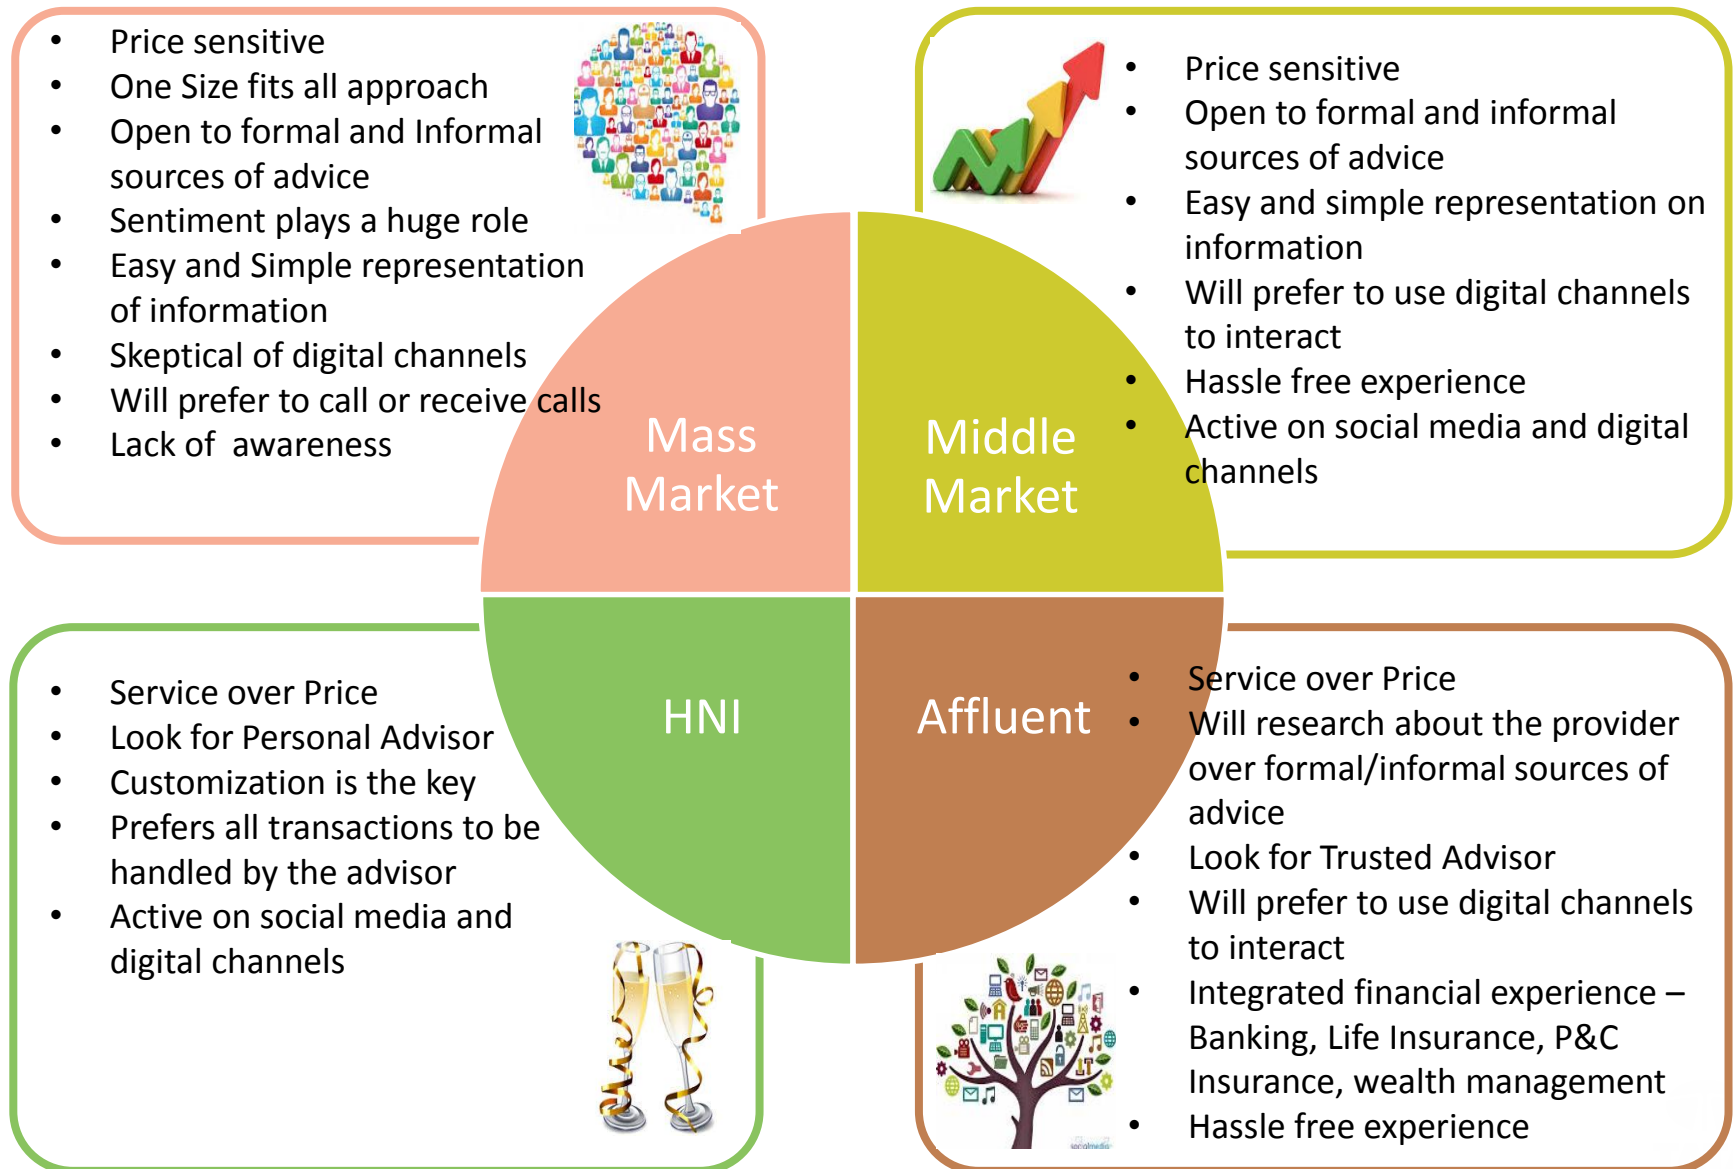 • Price sensitive
• One Size fits all approach
• Open to formal and Informal
sources of advice
• Sentiment plays a huge role
• Easy and Simple representation
of information
• Skeptical of digital channels
• Will prefer to call or receive calls
• Lack of  awareness
Mass
Market
• Price sensitive
• Open to formal and informal
sources of advice
• Easy and simple representation on
information
• Will prefer to use digital channels
to interact
• Hassle free experience
• Active on social media and digital
channels
Middle
Market
• Service over Price
• Look for Personal Advisor
• Customization is the key
• Prefers all transactions to be
handled by the advisor
• Active on social media and
digital channels
HNI
Affluent
• Service over Price
• Will research about the provider
over formal/informal sources of
advice
• Look for Trusted Advisor
• Will prefer to use digital channels
to interact
• Integrated financial experience –
Banking, Life Insurance, P&C
Insurance, wealth management
• Hassle free experience